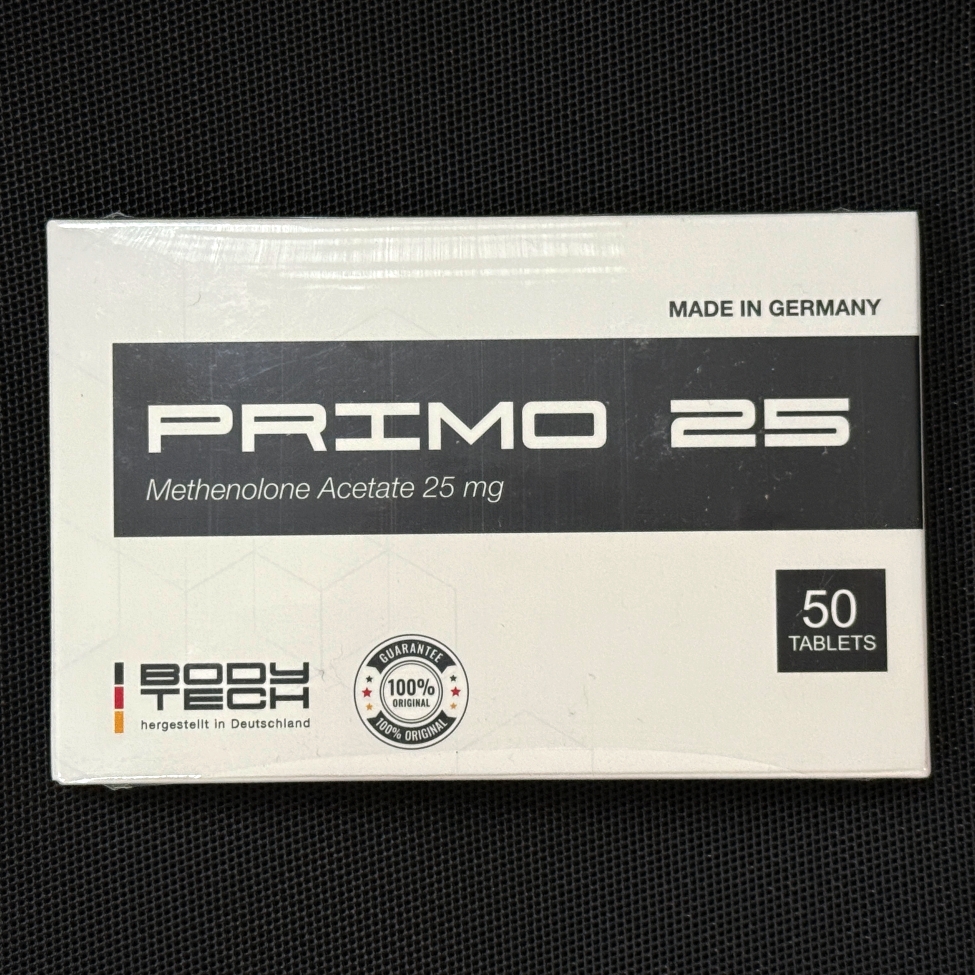 MADE IN GERMANY
PRIMO 25
Methenolone Acetate 25 mg
50
TABLETS
BODY
TECH
hergestellt in Deutschland
GUARANTEE
100%
ORIGINAL
100% ORIGINAL